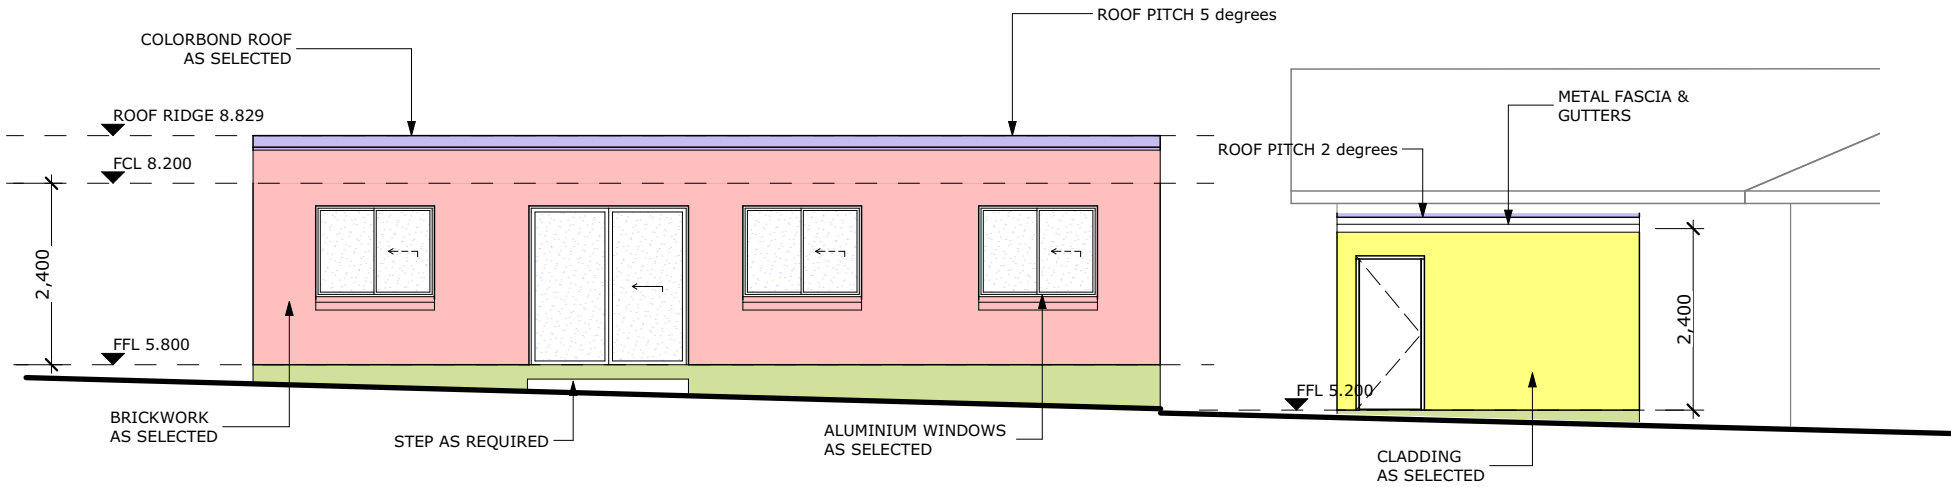 ROOF PITCH 5 degrees
COLORBOND ROOF
AS SELECTED
METAL FASCIA &
GUTTERS
ROOF RIDGE 8.829
ROOF PITCH 2 degrees
FCL 8.200
2,400
2,400
FFL 5.800
FFL 5.200
BRICKWORK
AS SELECTED
STEP AS REQUIRED
ALUMINIUM WINDOWS
AS SELECTED
CLADDING
AS SELECTED